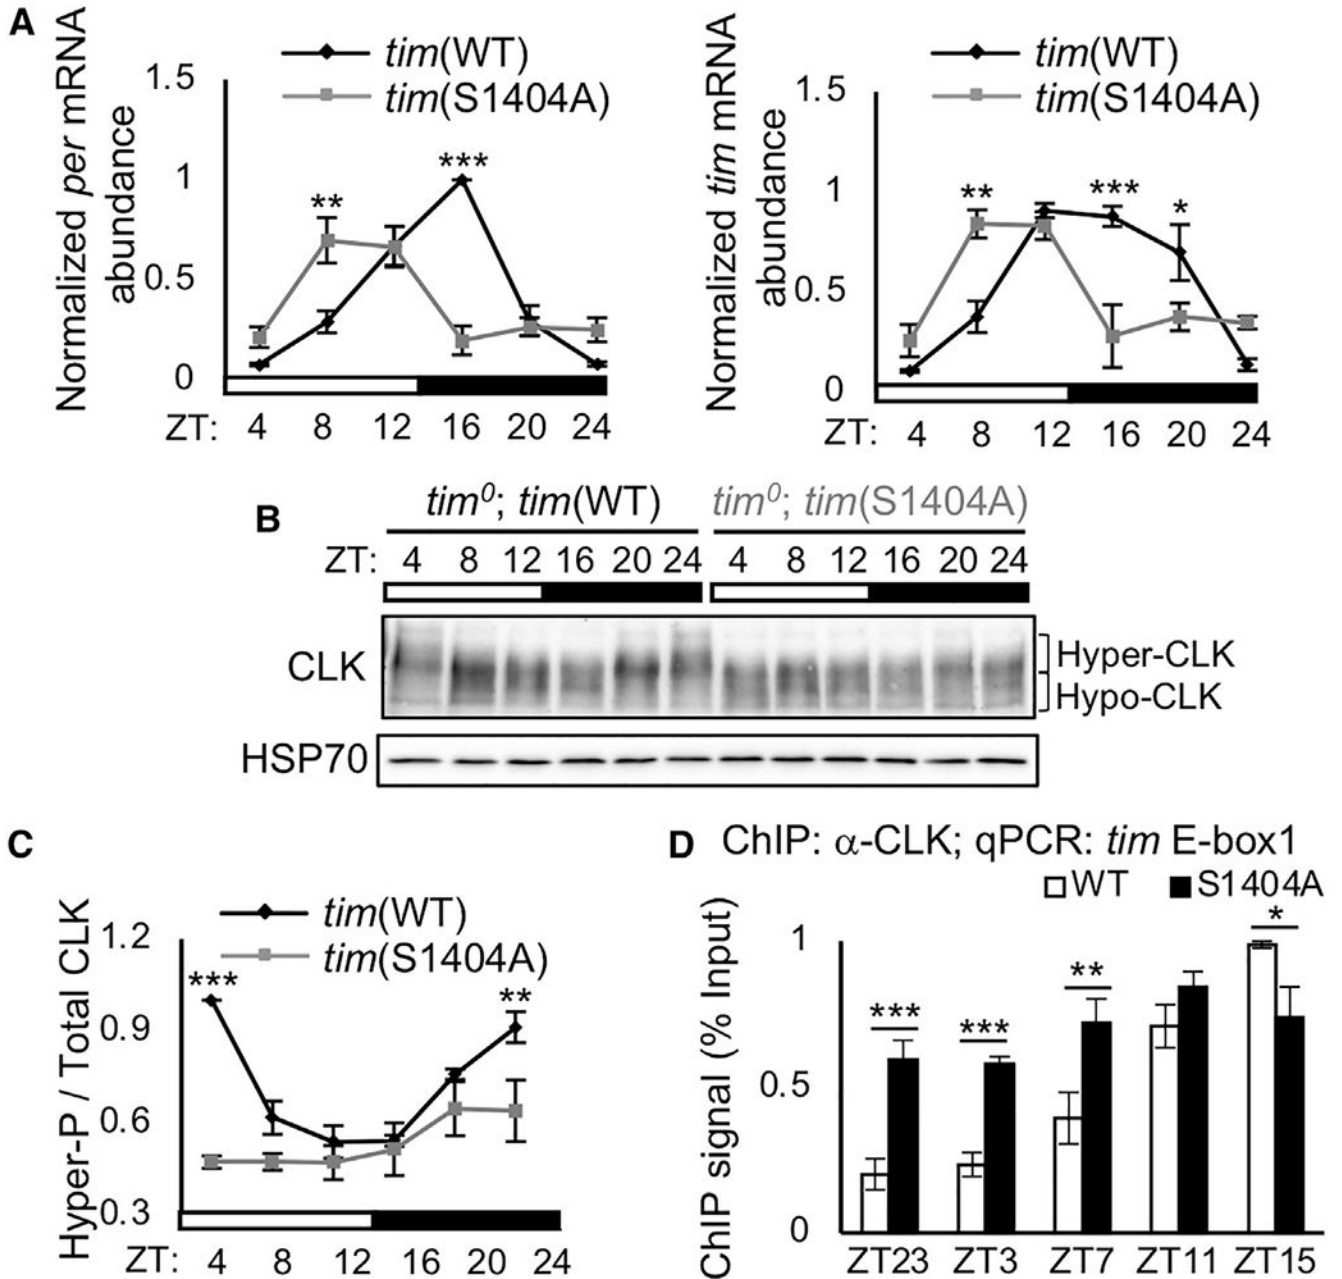 A
Normalized per mRNA
abundance
tim(WT)
tim(S1404A)
1.5
1
0.5
0
***
**
ZT: 4 8 12 16 20 24
Normalized tim mRNA
abundance
tim(WT)
tim(S1404A)
1.5
1
0.5
0
**
***
*
ZT: 4 8 12 16 20 24
B
tim⁰; tim(WT) tim⁰; tim(S1404A)
ZT: 4 8 12 16 20 24 4 8 12 16 20 24
CLK
Hyper-CLK
Hypo-CLK
HSP70
C
Hyper-P / Total CLK
tim(WT)
tim(S1404A)
1.2
0.9
0.6
0.3
***
**
ZT: 4 8 12 16 20 24
D ChIP: α-CLK; qPCR: tim E-box1
WT S1404A
ChIP signal (% Input)
1
0.5
0
***
***
**
*
ZT23 ZT3 ZT7 ZT11 ZT15